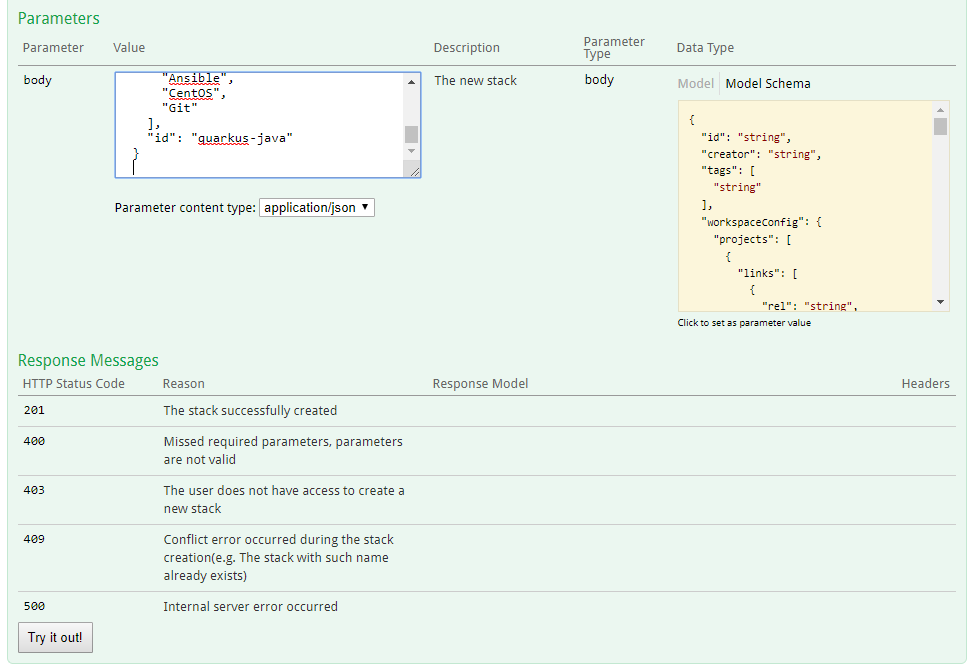 Parameters
Parameter Value Description Parameter Type Data Type
body
"Ansible",
"CentOS",
"Git"
],
"id": "quarkus-java"
}
The new stack
body
Model Model Schema
{
"id": "string",
"creator": "string",
"tags": [
"string"
],
"workspaceConfig": {
"projects": [
{
"links": [
{
"rel": "string",
Click to set as parameter value
Parameter content type: application/json
Response Messages
HTTP Status Code Reason Response Model Headers
201 The stack successfully created
400 Missed required parameters, parameters
are not valid
403 The user does not have access to create a
new stack
409 Conflict error occurred during the stack
creation(e.g. The stack with such name
already exists)
500 Internal server error occurred
Try it out!